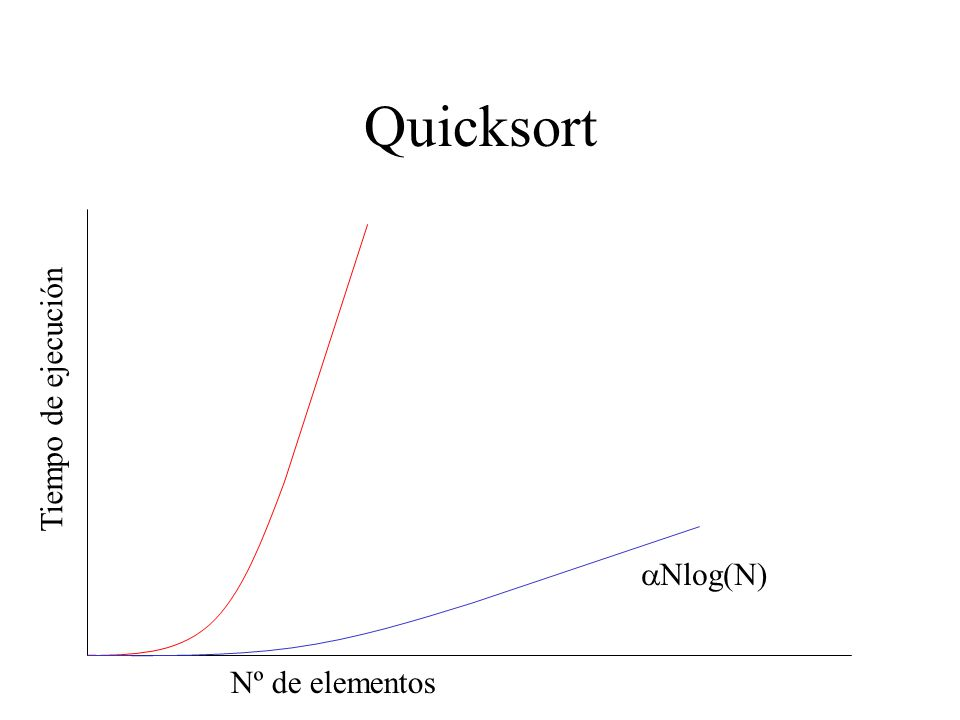 Quicksort
Tiempo de ejecución
αNlog(N)
Nº de elementos